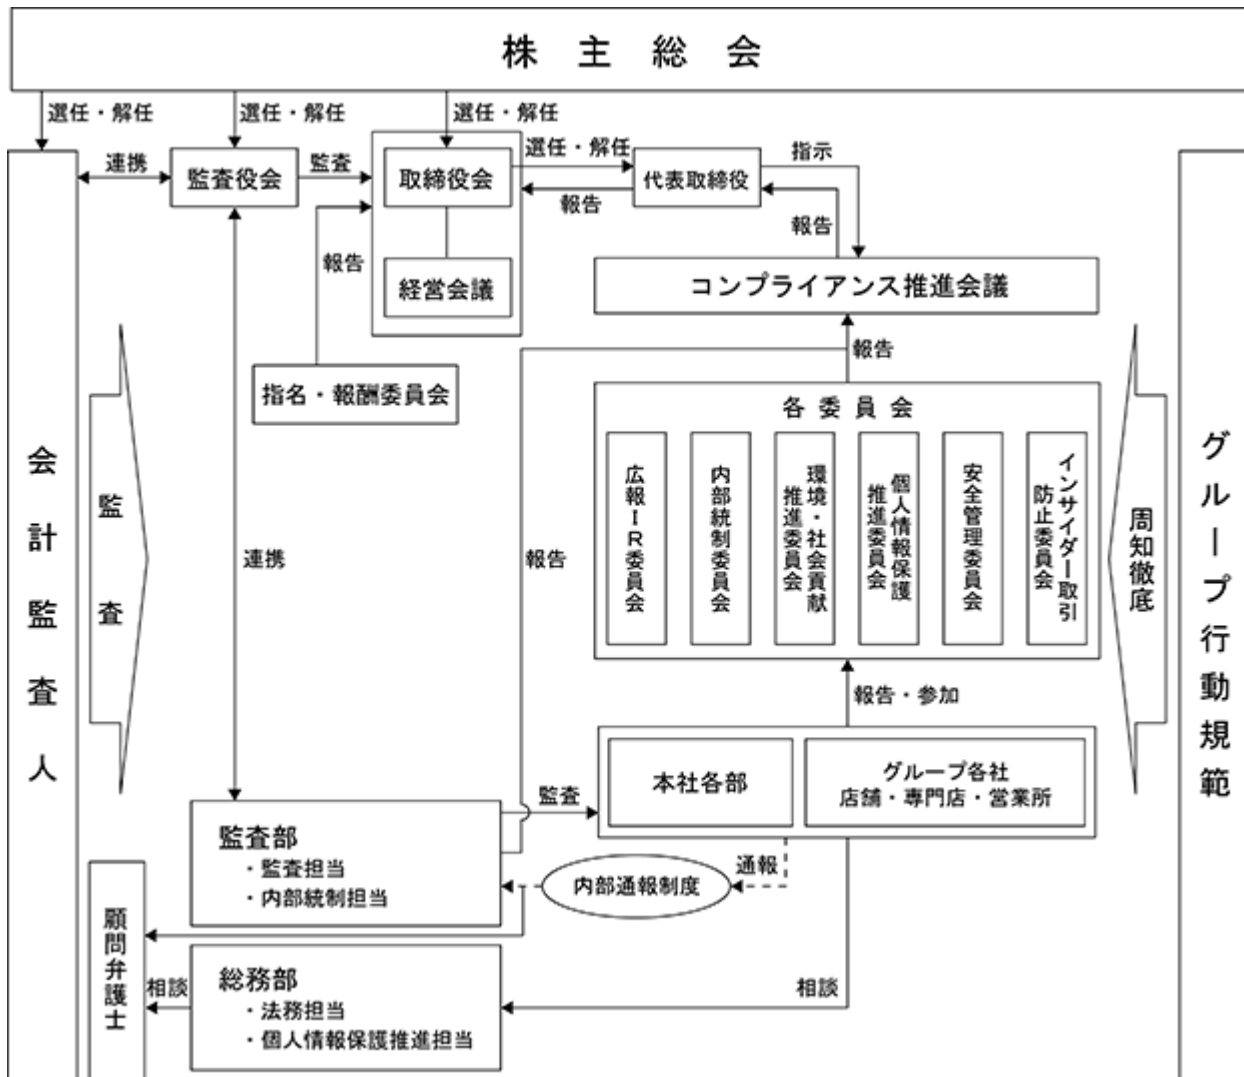 株主総会
選任・解任
選任・解任
選任・解任
連携
監査役会
監査
取締役会
選任・解任
報告
代表取締役
指示
報告
報告
経営会議
コンプライアンス推進会議
報告
指名・報酬委員会
各委員会
広報ＩＲ委員会
内部統制委員会
環境・社会貢献
推進委員会
個人情報保護
推進委員会
安全管理委員会
インサイダー取引
防止委員会
会計監査人
監査
連携
報告
周知徹底
グループ行動規範
報告・参加
本社各部
グループ各社
店舗・専門店・営業所
監査
監査部
・監査担当
・内部統制担当
内部通報制度
通報
顧問弁護士
相談
総務部
・法務担当
・個人情報保護推進担当
相談